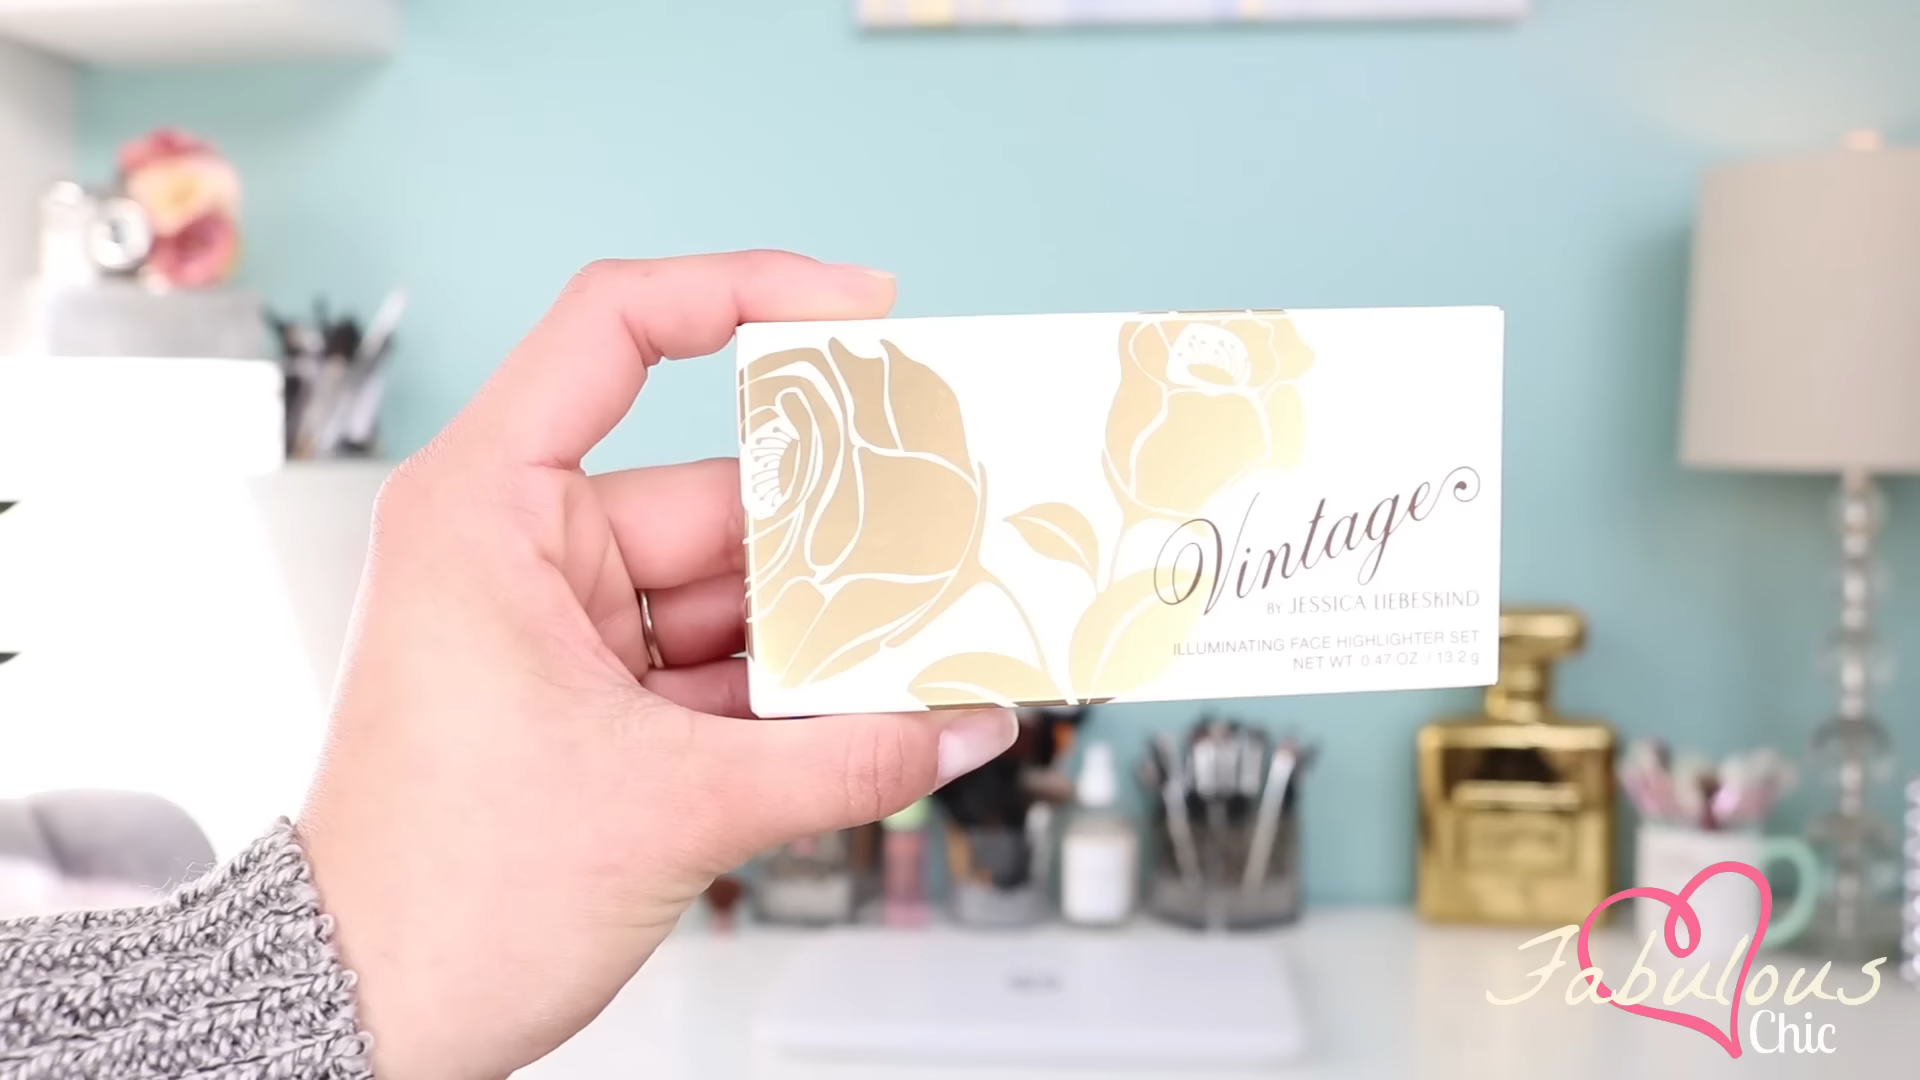 Vintage
BY JESSICA LIEBESKIND
ILLUMINATING FACE HIGHLIGHTER SET
NET WT 0.47 OZ / 13.2 g
Fabulous
Chic